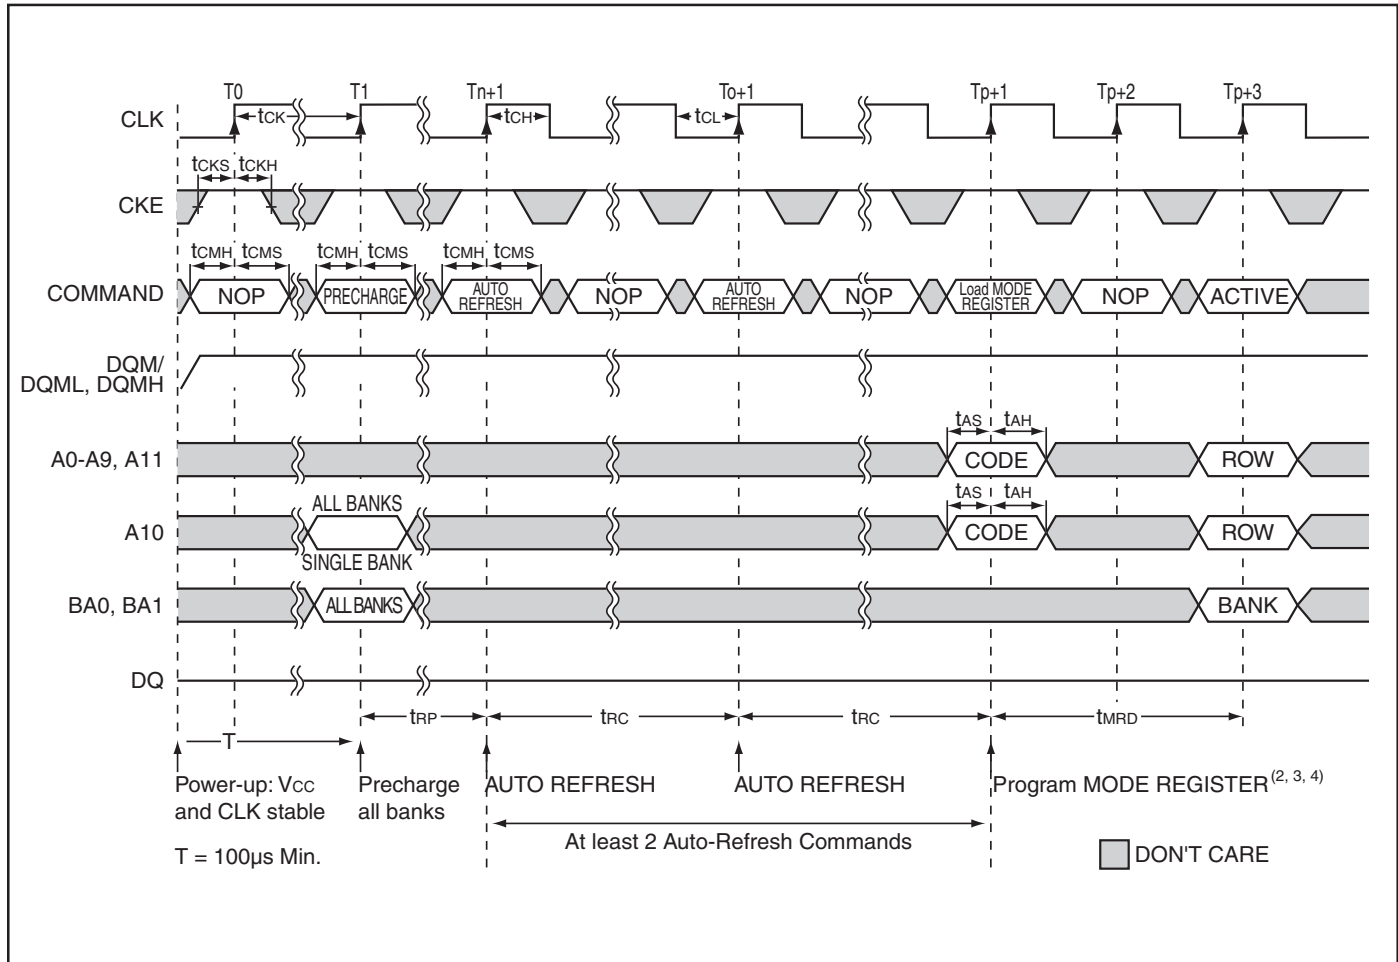 T0 T1 Tn+1 To+1 Tp+1 Tp+2 Tp+3
CLK tCK tCH tCL
tCKS tCKH
CKE
tCMH tCMS tCMH tCMS tCMH tCMS
COMMAND NOP PRECHARGE AUTO REFRESH NOP AUTO REFRESH NOP Load MODE REGISTER NOP ACTIVE
DQM/
DQML, DQMH
tAS tAH
A0-A9, A11 CODE ROW
ALL BANKS tAS tAH
A10 CODE ROW
SINGLE BANK
BA0, BA1 ALL BANKS BANK
DQ
tRP tRC tRC tMRD
T
Power-up: VCC Precharge AUTO REFRESH AUTO REFRESH Program MODE REGISTER(2, 3, 4)
and CLK stable all banks
At least 2 Auto-Refresh Commands
T = 100µs Min. DON'T CARE